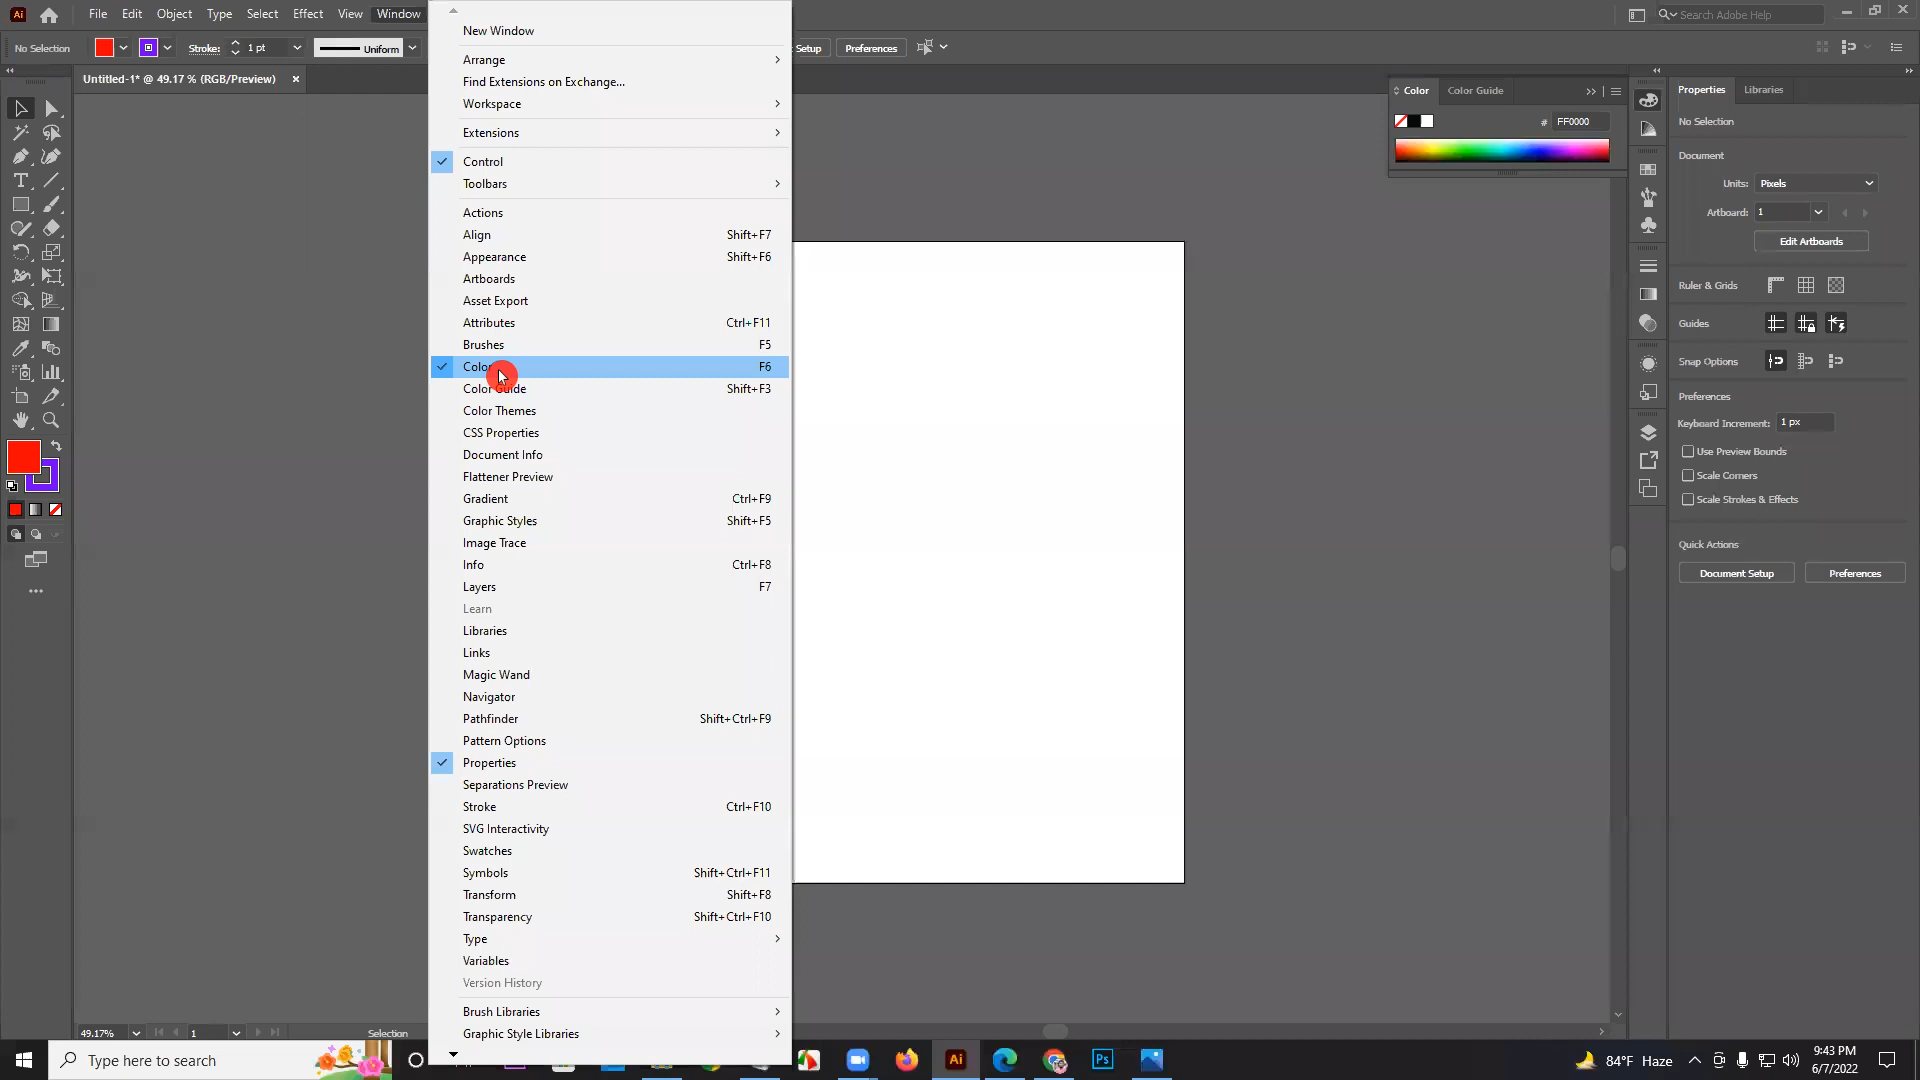 Ai File Edit Object Type Select Effect View Window
Search Adobe Help
No Selection Stroke: 1 pt Uniform Setup Preferences
Untitled-1* @ 49.17 % (RGB/Preview) ×
New Window
Arrange
Find Extensions on Exchange...
Workspace
Extensions
Control
Toolbars
Actions
Align Shift+F7
Appearance Shift+F6
Artboards
Asset Export
Attributes Ctrl+F11
Brushes F5
Color F6
Color Guide Shift+F3
Color Themes
CSS Properties
Document Info
Flattener Preview
Gradient Ctrl+F9
Graphic Styles Shift+F5
Image Trace
Info Ctrl+F8
Layers F7
Learn
Libraries
Links
Magic Wand
Navigator
Pathfinder Shift+Ctrl+F9
Pattern Options
Properties
Separations Preview
Stroke Ctrl+F10
SVG Interactivity
Swatches
Symbols Shift+Ctrl+F11
Transform Shift+F8
Transparency Shift+Ctrl+F10
Type
Variables
Version History
Brush Libraries
Graphic Style Libraries
Color Color Guide
# FF0000
Properties Libraries
No Selection
Document
Units: Pixels
Artboard: 1
Edit Artboards
Ruler & Grids
Guides
Snap Options
Preferences
Keyboard Increment: 1 px
Use Preview Bounds
Scale Corners
Scale Strokes & Effects
Quick Actions
Document Setup Preferences
49.17% 1 Selection
Type here to search
Ai Ps
84°F Haze
9:43 PM
6/7/2022